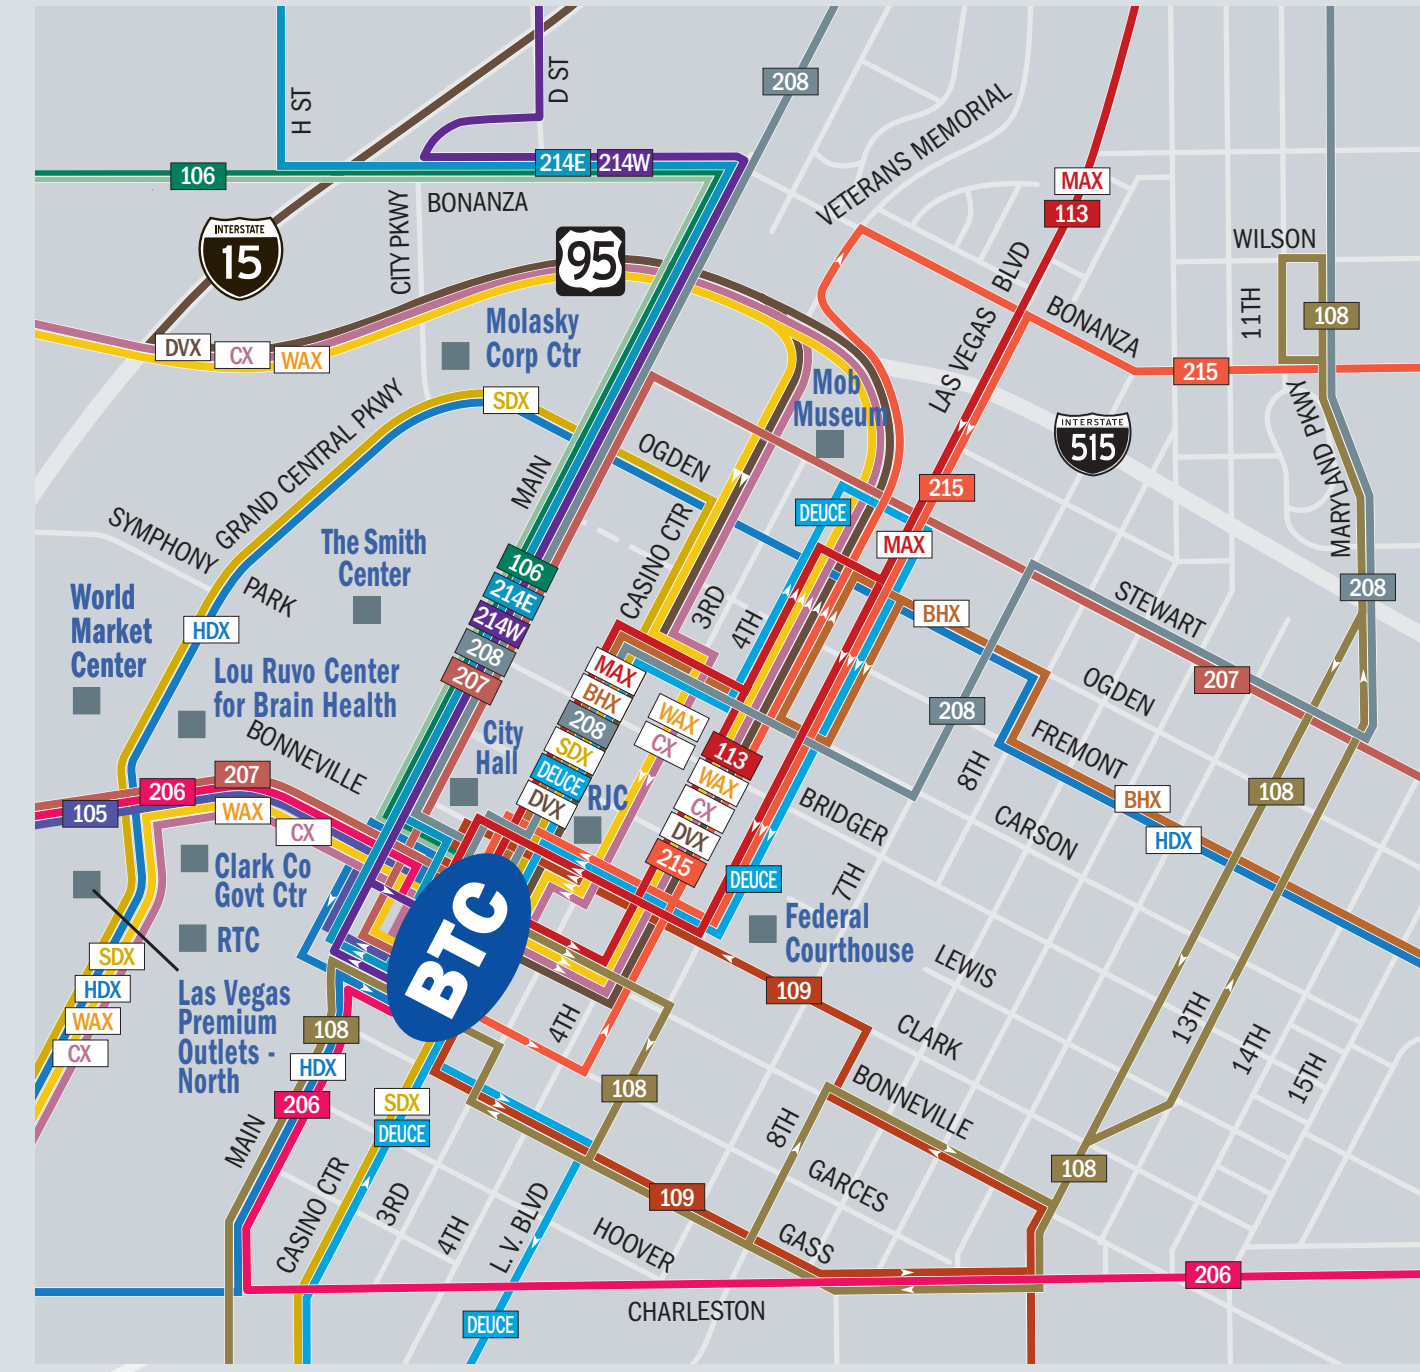 D ST
H ST
208
VETERANS MEMORIAL
214E
214W
106
MAX
113
BONANZA
CITY PKWY
INTERSTATE
15
95
LAS VEGAS BLVD
WILSON
11TH
108
BONANZA
215
Molasky
Corp Ctr
DVX
CX
WAX
SDX
Mob
Museum
INTERSTATE
515
MARYLAND PKWY
GRAND CENTRAL PKWY
OGDEN
MAIN
215
DEUCE
SYMPHONY
PARK
The Smith
Center
CASINO CTR
3RD
4TH
MAX
BHX
STEWART
208
World
Market
Center
HDX
106
214E
214W
208
207
Lou Ruvo Center
for Brain Health
MAX
BHX
208
SDX
DEUCE
DVX
WAX
CX
113
WAX
CX
DVX
215
OGDEN
207
208
8TH
FREMONT
BONNEVILLE
City
Hall
RJC
BRIDGER
CARSON
BHX
HDX
108
207
206
105
WAX
CX
Clark Co
Govt Ctr
DEUCE
7TH
Federal
Courthouse
BTC
RTC
LEWIS
SDX
HDX
WAX
CX
Las Vegas
Premium
Outlets -
North
109
CLARK
4TH
13TH
14TH
15TH
108
HDX
206
SDX
DEUCE
108
BONNEVILLE
8TH
MAIN
CASINO CTR
3RD
4TH
L. V. BLVD
109
GARCES
GASS
HOOVER
108
206
CHARLESTON
DEUCE